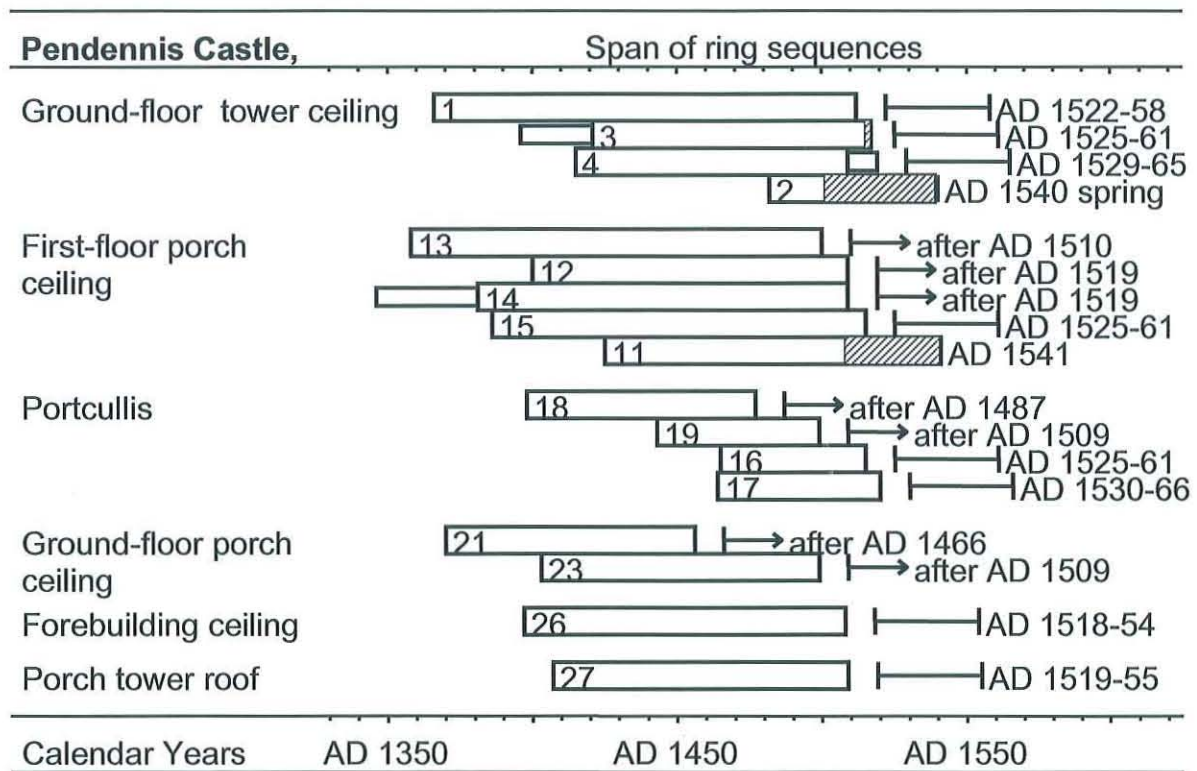 Pendennis Castle, Span of ring sequences
Ground-floor tower ceiling 1 AD 1522-58
3 AD 1525-61
4 AD 1529-65
2 AD 1540 spring
First-floor porch 13 after AD 1510
ceiling 12 after AD 1519
14 after AD 1519
15 AD 1525-61
11 AD 1541
Portcullis 18 after AD 1487
19 after AD 1509
16 AD 1525-61
17 AD 1530-66
Ground-floor porch 21 after AD 1466
ceiling 23 after AD 1509
Forebuilding ceiling 26 AD 1518-54
Porch tower roof 27 AD 1519-55
Calendar Years AD 1350 AD 1450 AD 1550